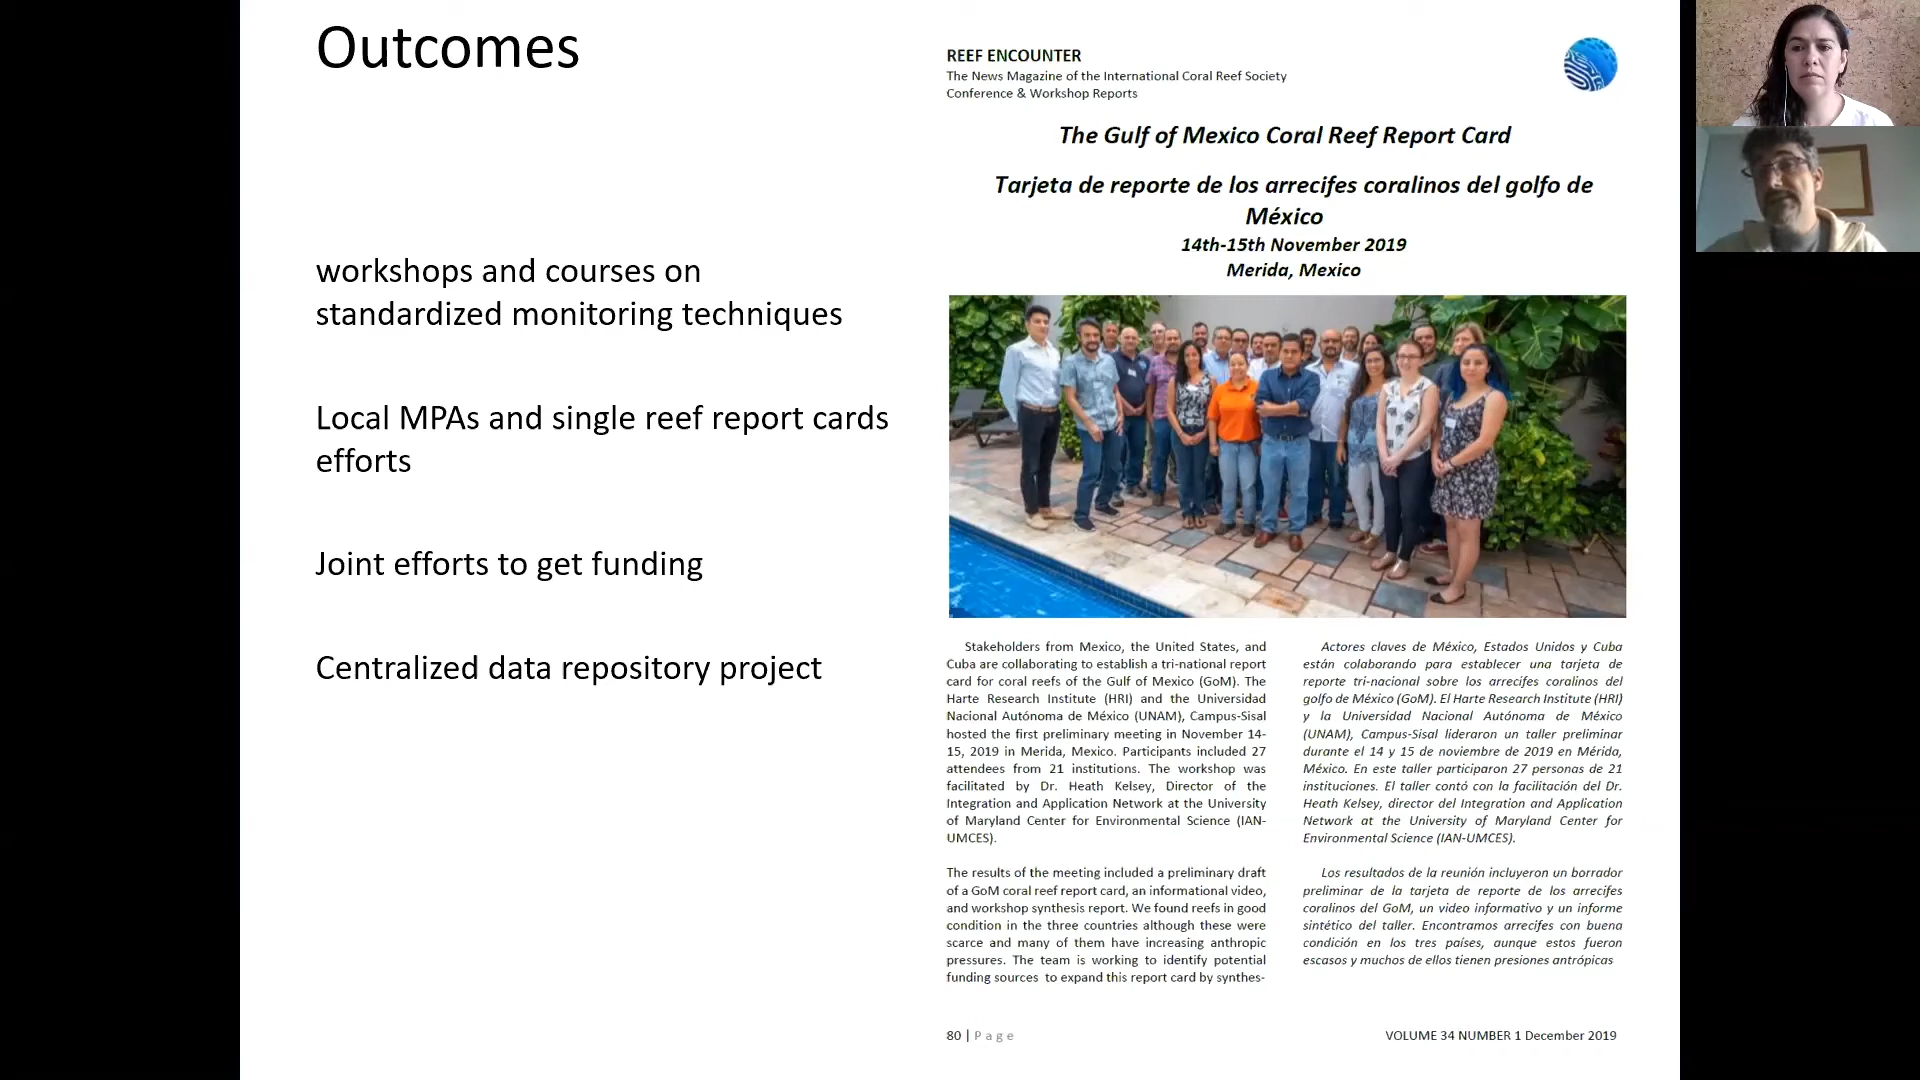 Outcomes
workshops and courses on
standardized monitoring techniques
Local MPAs and single reef report cards
efforts
Joint efforts to get funding
Centralized data repository project
REEF ENCOUNTER
The News Magazine of the International Coral Reef Society
Conference & Workshop Reports
The Gulf of Mexico Coral Reef Report Card
Tarjeta de reporte de los arrecifes coralinos del golfo de
México
14th-15th November 2019
Merida, Mexico
Stakeholders from Mexico, the United States, and
Cuba are collaborating to establish a tri-national report
card for coral reefs of the Gulf of Mexico (GoM). The
Harte Research Institute (HRI) and the Universidad
Nacional Autónoma de México (UNAM), Campus-Sisal
hosted the first preliminary meeting in November 14-
15, 2019 in Merida, Mexico. Participants included 27
attendees from 21 institutions. The workshop was
facilitated by Dr. Heath Kelsey, Director of the
Integration and Application Network at the University
of Maryland Center for Environmental Science (IAN-
UMCES).
The results of the meeting included a preliminary draft
of a GoM coral reef report card, an informational video,
and workshop synthesis report. We found reefs in good
condition in the three countries although these were
scarce and many of them have increasing anthropic
pressures. The team is working to identify potential
funding sources to expand this report card by synthes-
Actores claves de México, Estados Unidos y Cuba
están colaborando para establecer una tarjeta de
reporte tri-nacional sobre los arrecifes coralinos del
golfo de México (GoM). El Harte Research Institute (HRI)
y la Universidad Nacional Autónoma de México
(UNAM), Campus-Sisal lideraron un taller preliminar
durante el 14 y 15 de noviembre de 2019 en Mérida,
México. En este taller participaron 27 personas de 21
instituciones. El taller contó con la facilitación del Dr.
Heath Kelsey, director del Integration and Application
Network at the University of Maryland Center for
Environmental Science (IAN-UMCES).
Los resultados de la reunión incluyeron un borrador
preliminar de la tarjeta de reporte de los arrecifes
coralinos del GoM, un video informativo y un informe
sintético del taller. Encontramos arrecifes con buena
condición en los tres países, aunque estos fueron
escasos y muchos de ellos tienen presiones antrópicas
80 | Page
VOLUME 34 NUMBER 1 December 2019